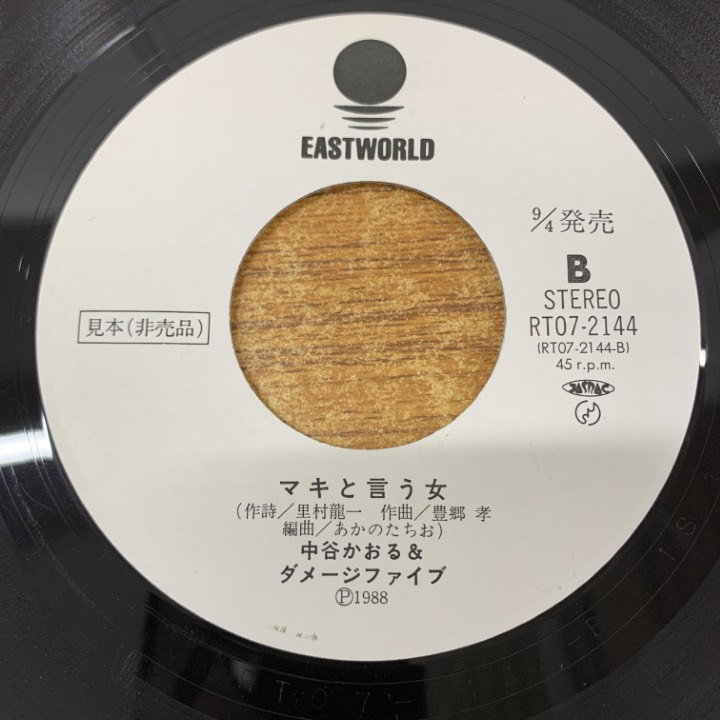 EASTWORLD
9/4発売
B
STEREO
RT07-2144
(RT07-2144-B)
45 r.p.m.
JASRAC
見本(非売品)
マキと言う女
(作詩/里村龍一 作曲/豊郷 孝
編曲/あかのたちお)
中谷かおる&
ダメージファイブ
Ⓟ1988